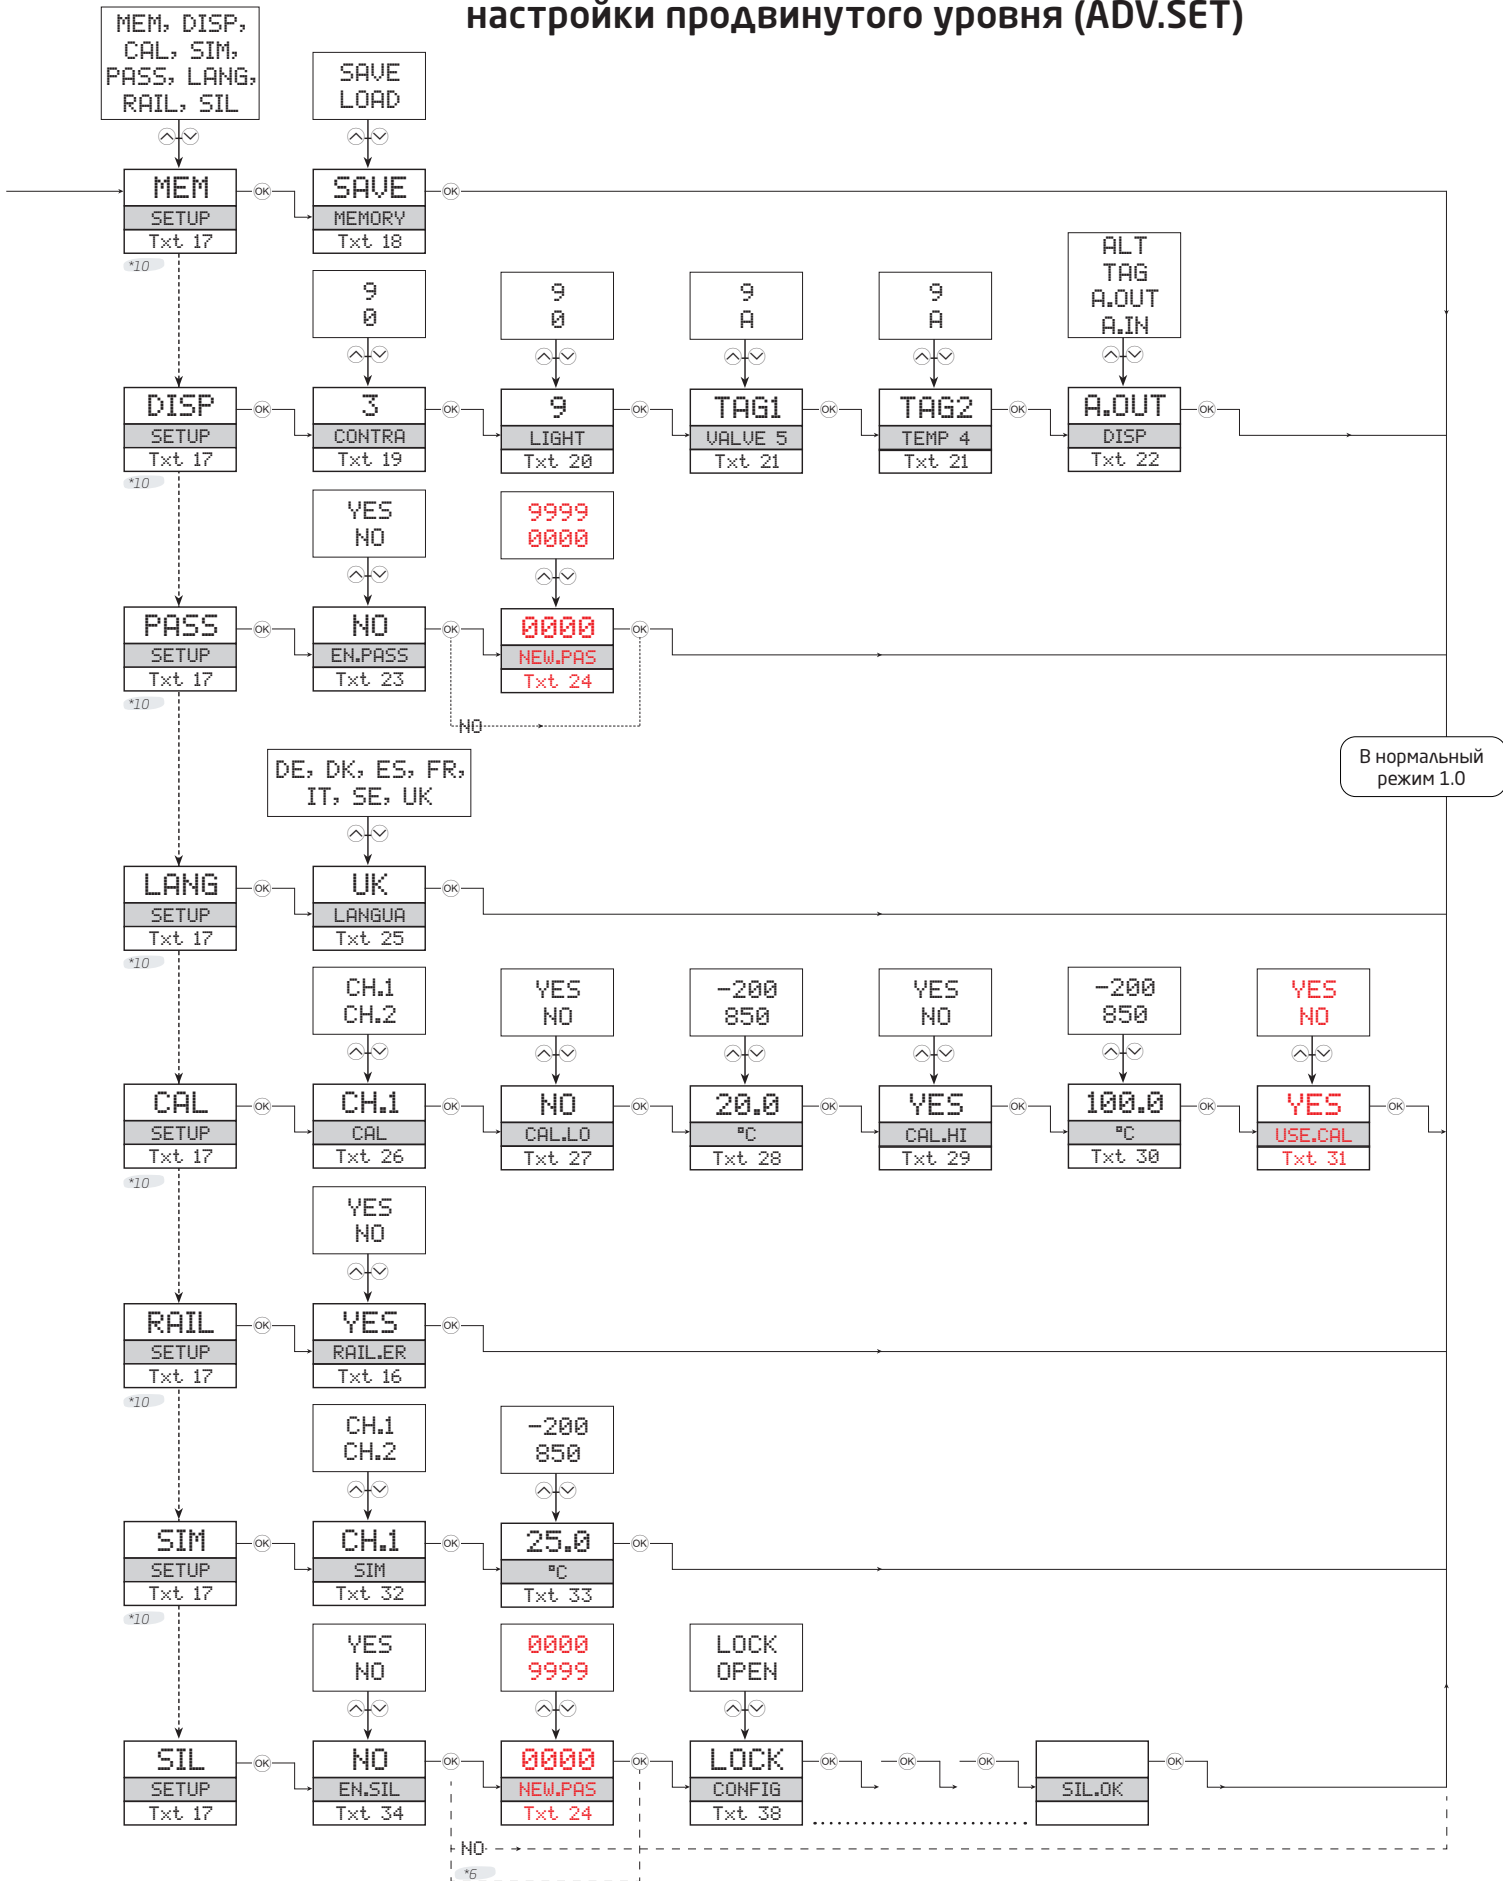 настройки продвинутого уровня (ADV.SET)
MEM, DISP,
CAL, SIM,
PASS, LANG,
RAIL, SIL
SAVE
LOAD
MEM
SETUP
Txt 17
*10
OK
SAVE
MEMORY
Txt 18
OK
9
0
9
0
9
A
9
A
ALT
TAG
A.OUT
A.IN
DISP
SETUP
Txt 17
*10
OK
3
CONTRA
Txt 19
OK
9
LIGHT
Txt 20
OK
TAG1
VALVE 5
Txt 21
OK
TAG2
TEMP 4
Txt 21
OK
A.OUT
DISP
Txt 22
OK
YES
NO
9999
0000
PASS
SETUP
Txt 17
*10
OK
NO
EN.PASS
Txt 23
OK
0000
NEW.PAS
Txt 24
OK
NO
В нормальный
режим 1.0
DE, DK, ES, FR,
IT, SE, UK
LANG
SETUP
Txt 17
*10
OK
UK
LANGUA
Txt 25
OK
CH.1
CH.2
YES
NO
-200
850
YES
NO
-200
850
YES
NO
CAL
SETUP
Txt 17
*10
OK
CH.1
CAL
Txt 26
OK
NO
CAL.LO
Txt 27
OK
20.0
°C
Txt 28
OK
YES
CAL.HI
Txt 29
OK
100.0
°C
Txt 30
OK
YES
USE.CAL
Txt 31
OK
YES
NO
RAIL
SETUP
Txt 17
*10
OK
YES
RAIL.ER
Txt 16
OK
CH.1
CH.2
-200
850
SIM
SETUP
Txt 17
*10
OK
CH.1
SIM
Txt 32
OK
25.0
°C
Txt 33
OK
YES
NO
0000
9999
LOCK
OPEN
SIL
SETUP
Txt 17
OK
NO
EN.SIL
Txt 34
OK
0000
NEW.PAS
Txt 24
OK
LOCK
CONFIG
Txt 38
OK
OK
OK
SIL.OK
OK
NO
*6